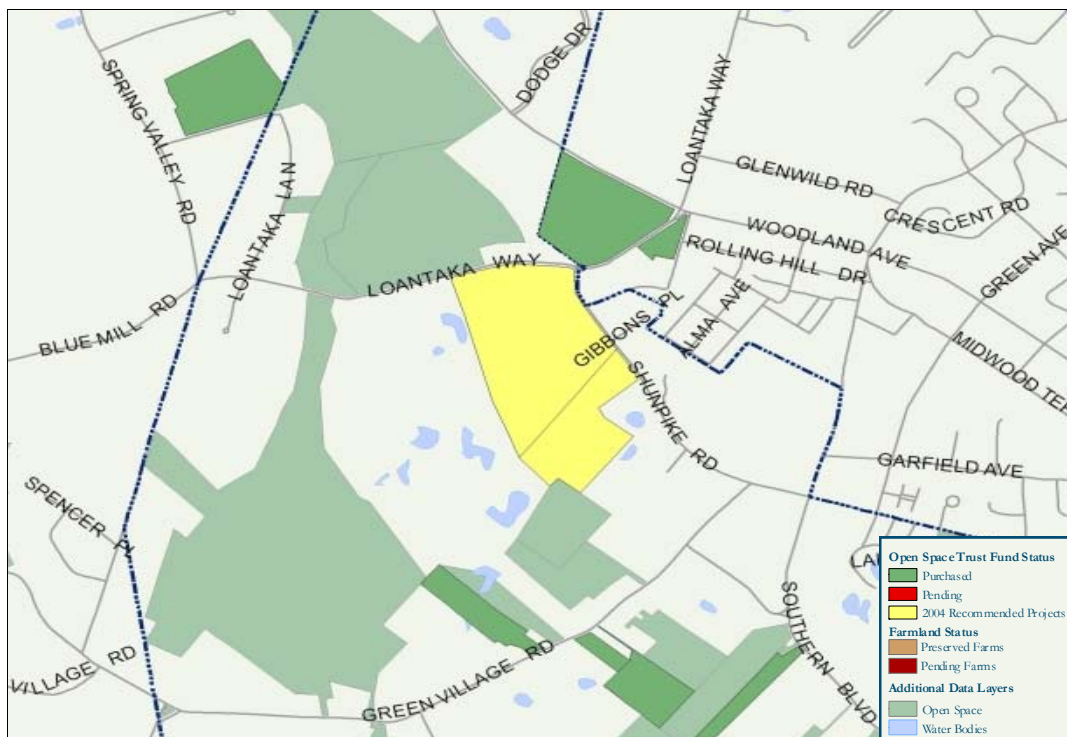 DODGE DR
SPRING VALLEY RD
LOANTAKA WAY
GLENWILD RD
LOANTAKA LAN
CRESCENT RD
WOODLAND AVE
ROLLING HILL DR
GREEN AVE
LOANTAKA WAY
BLUE MILL RD
GIBBONS PL
ALMA AVE
MIDWOOD TER
SHUNPIKE RD
GARFIELD AVE
SPENCER PL
LA
SOUTHERN BLVD
VILLAGE RD
GREEN VILLAGE RD
Open Space Trust Fund Status
Purchased
Pending
2004 Recommended Projects
Farmland Status
Preserved Farms
Pending Farms
Additional Data Layers
Open Space
Water Bodies